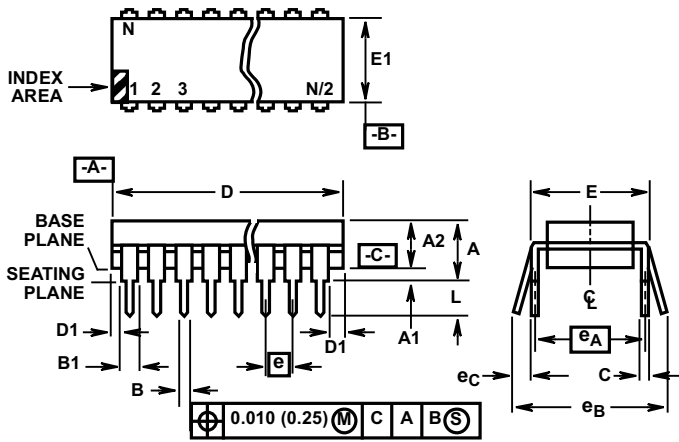 N
E1
INDEX
AREA
1 2 3 N/2
-B-
-A-
D
E
BASE
PLANE
A2
A
-C-
SEATING
PLANE
L
C
L
D1
A1
D1
eA
B1
e
eC
C
B
eB
0.010 (0.25) M C A B S